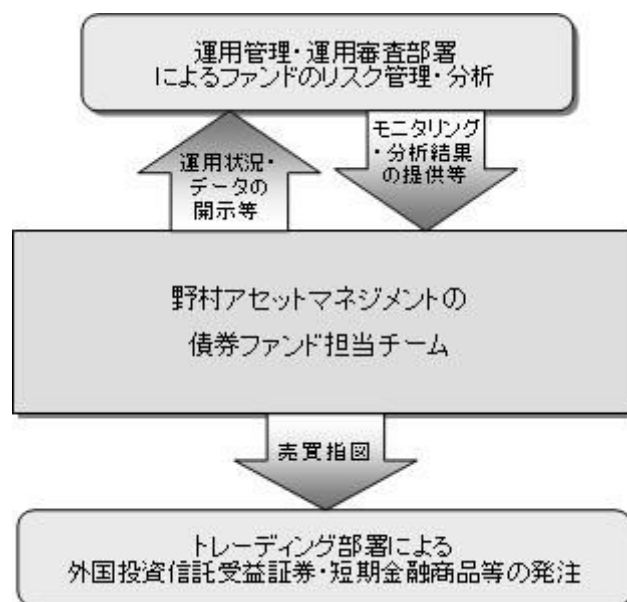 運用管理・運用審査部署
によるファンドのリスク管理・分析
運用状況・
データの
開示等
モニタリング
・分析結果
の提供等
野村アセットマネジメントの
債券ファンド担当チーム
売買指図
トレーディング部署による
外国投資信託受益証券・短期金融商品等の発注